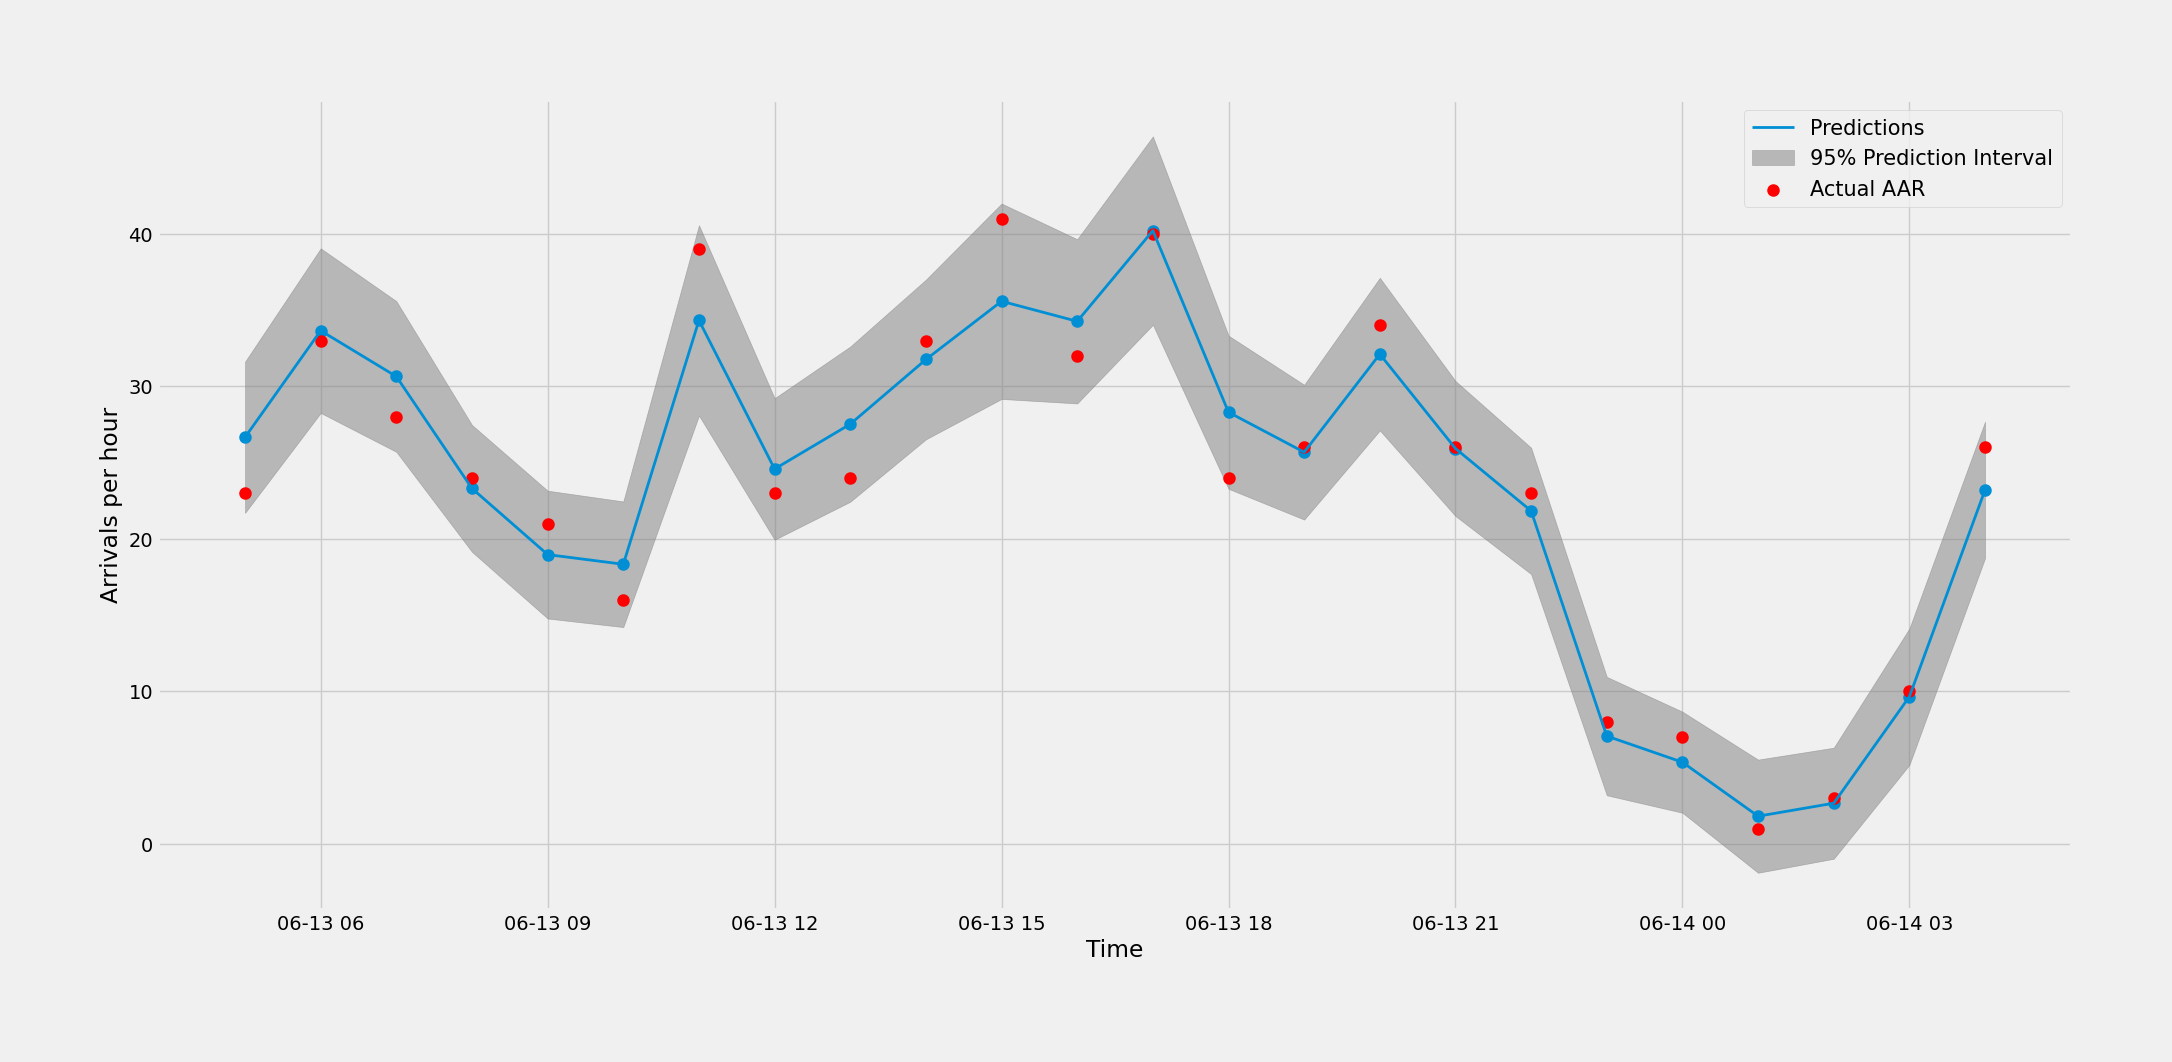 Predictions
95% Prediction Interval
Actual AAR
Arrivals per hour
40
30
20
10
0
06-13 06
06-13 09
06-13 12
06-13 15
06-13 18
06-13 21
06-14 00
06-14 03
Time